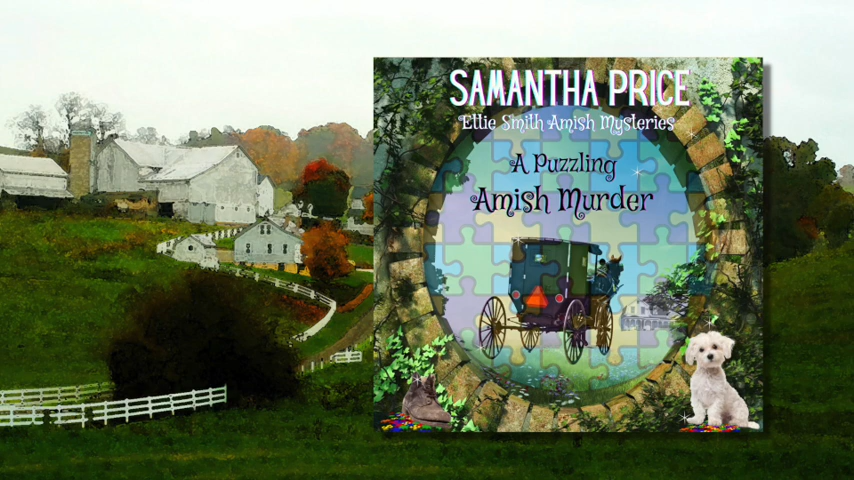 SAMANTHA PRICE
Ettie Smith Amish Mysteries
A Puzzling
Amish Murder